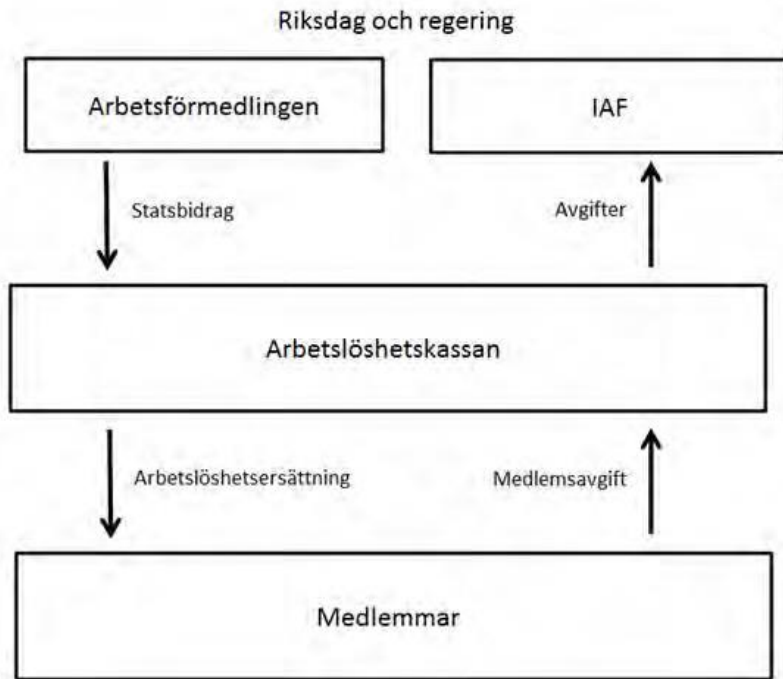 Riksdag och regering
Arbetsförmedlingen
IAF
Statsbidrag
Avgifter
Arbetslöshetskassan
Arbetslöshetsersättning
Medlemsavgift
Medlemmar